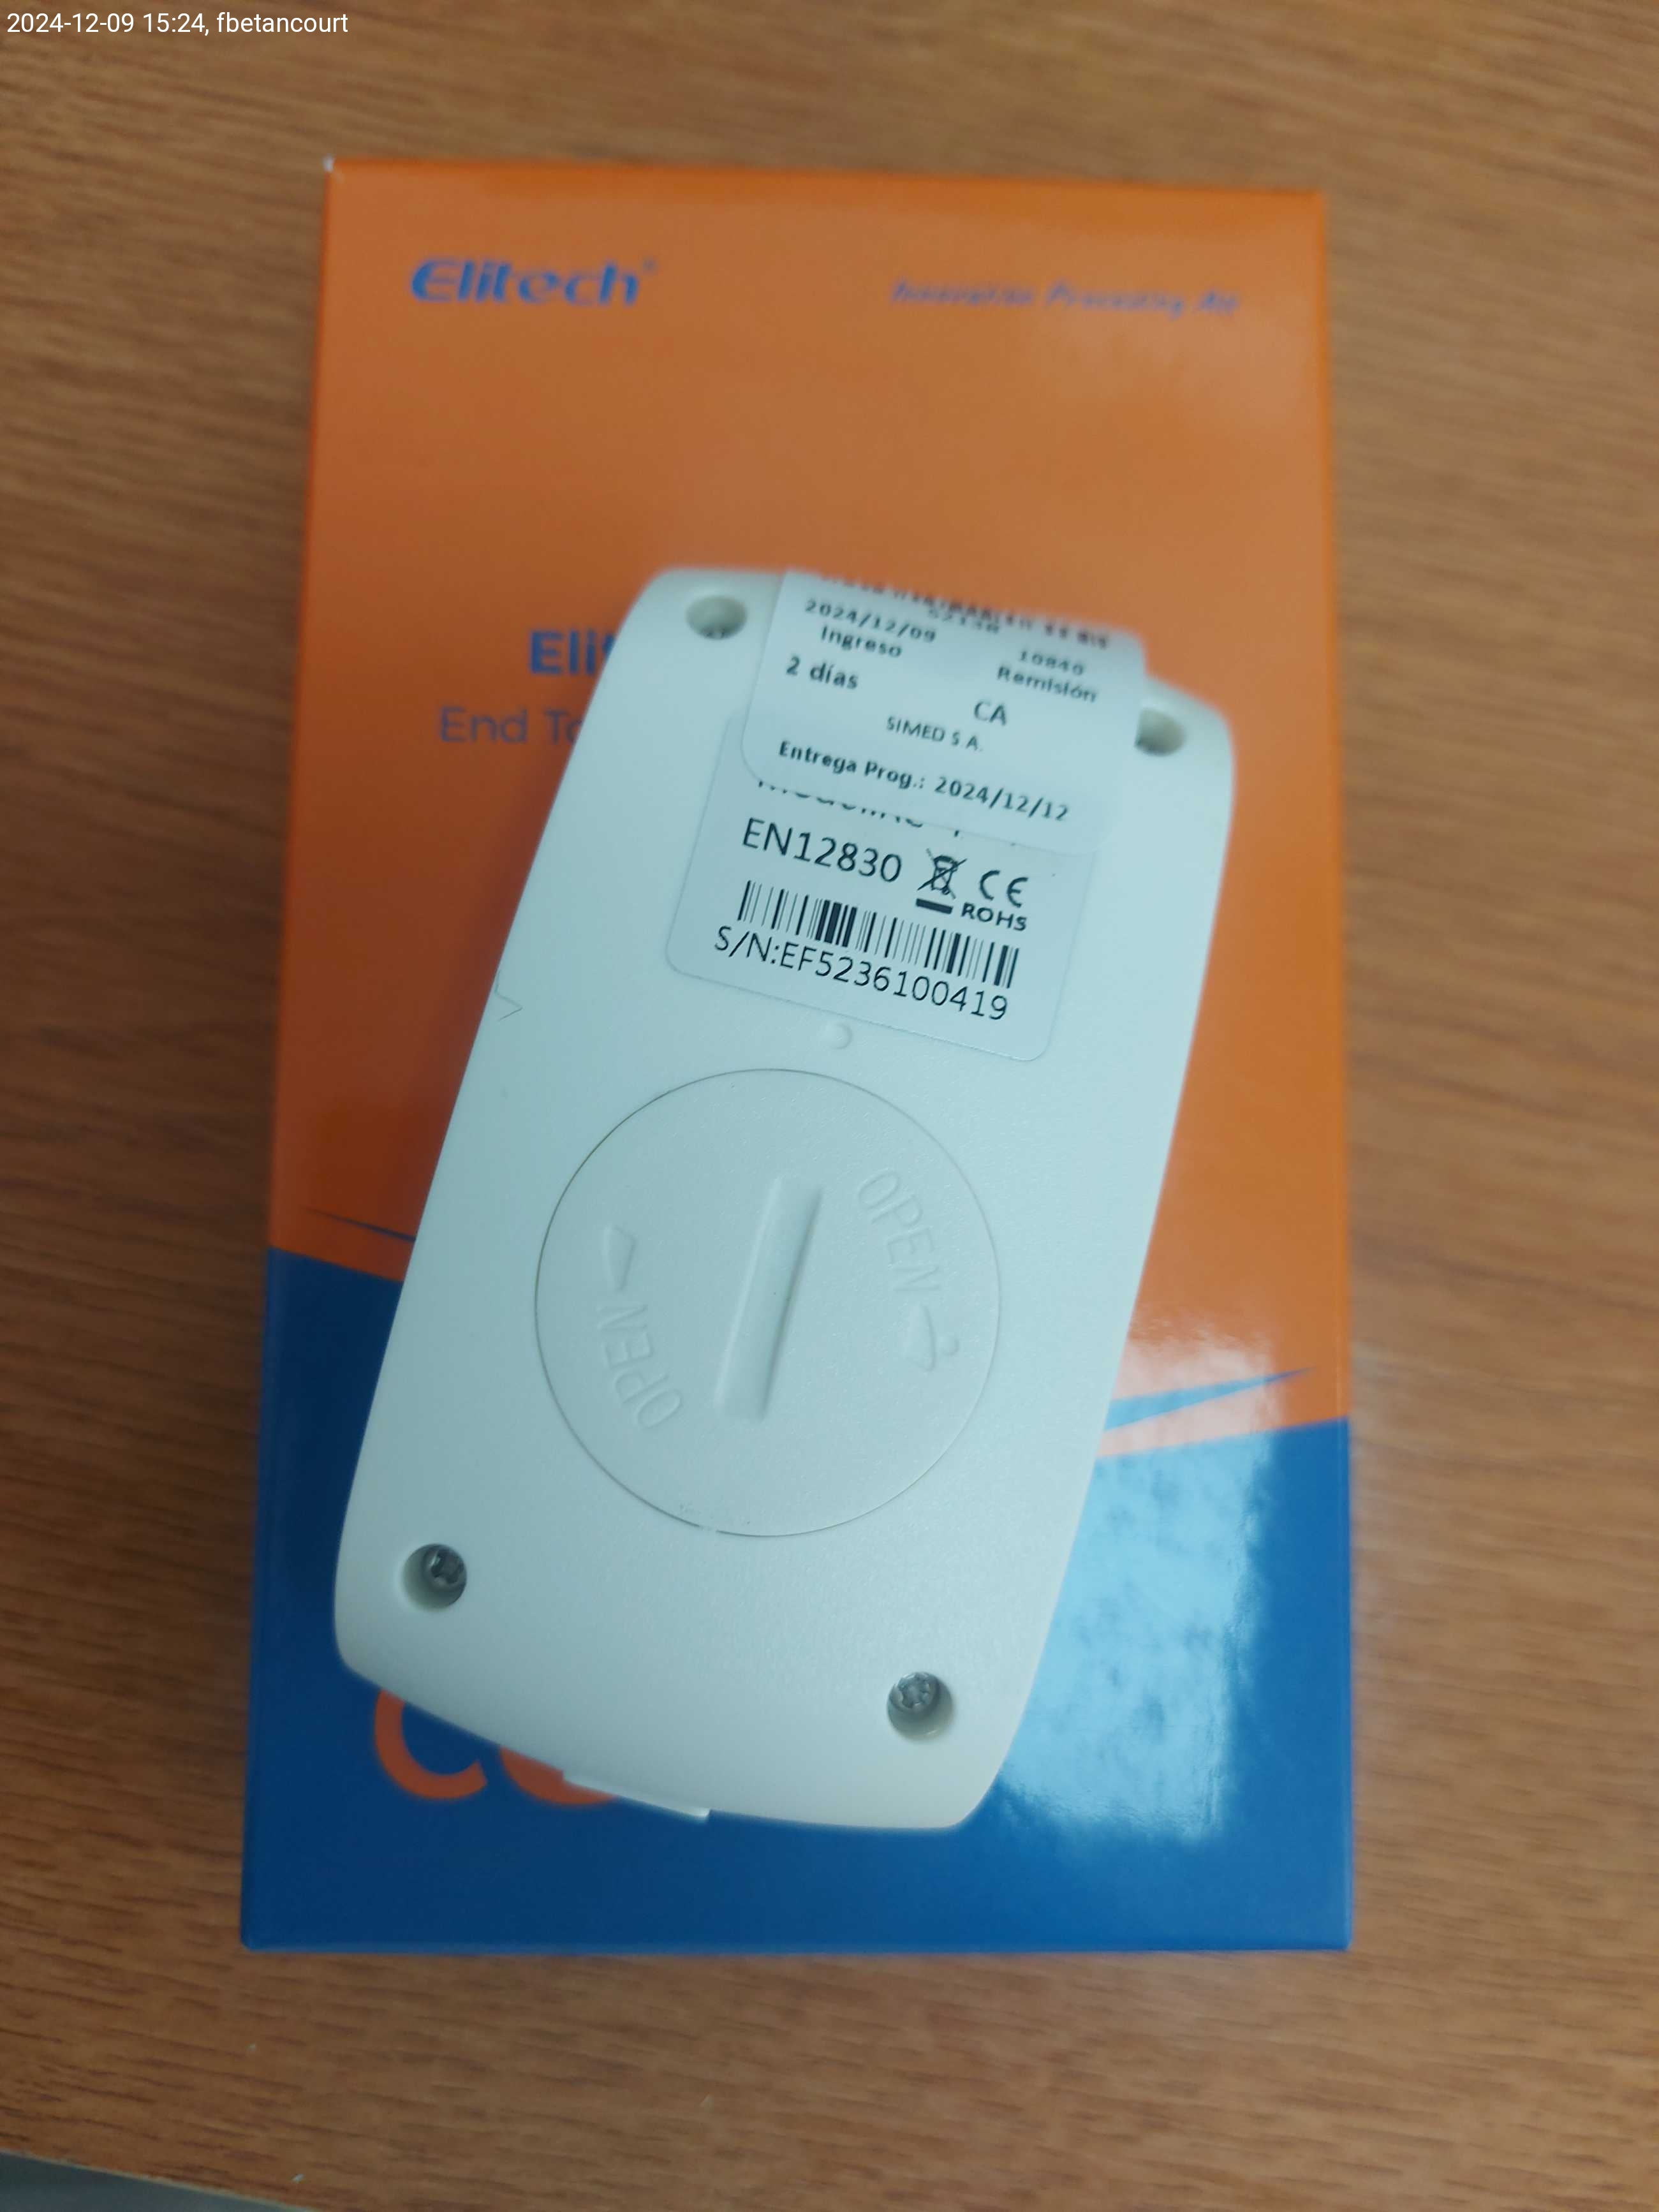 2024-12-09 15:24, fbetancourt
Elitech
End
2024/12/09
Ingreso
10840
Remisión
2 días
CA
SIMED S.A.
Entrega Prog.: 2024/12/12
EN12830
CE
ROHS
S/N:EF5236100419
OPEN
OPEN